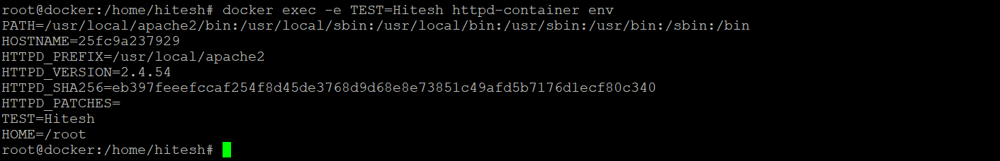 root@docker:/home/hitesh# docker exec -e TEST=Hitesh httpd-container env
PATH=/usr/local/apache2/bin:/usr/local/sbin:/usr/local/bin:/usr/sbin:/usr/bin:/sbin:/bin
HOSTNAME=25fc9a237929
HTTPD_PREFIX=/usr/local/apache2
HTTPD_VERSION=2.4.54
HTTPD_SHA256=eb397feeefccaf254f8d45de3768d9d68e8e73851c49afd5b7176d1ecf80c340
HTTPD_PATCHES=
TEST=Hitesh
HOME=/root
root@docker:/home/hitesh#